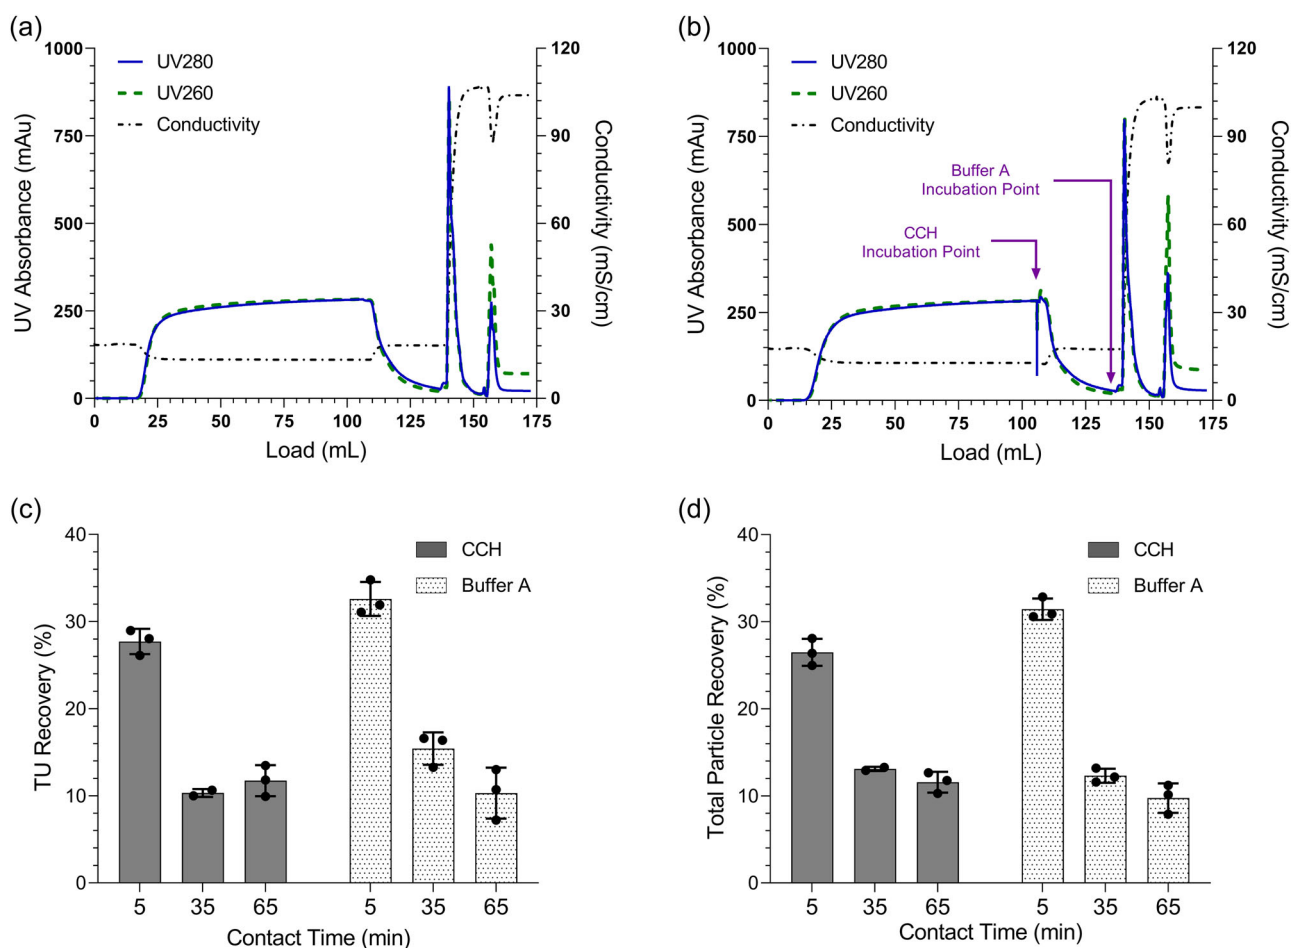 (a)
1000
750
500
250
0
UV Absorbance (mAu)
UV280
UV260
Conductivity
120
90
60
30
0
Conductivity (mS/cm)
0 25 50 75 100 125 150 175
Load (mL)
(b)
1000
800
600
400
200
0
UV Absorbance (mAu)
UV280
UV260
Conductivity
Buffer A
Incubation Point
CCH
Incubation Point
120
90
60
30
0
Conductivity (mS/cm)
0 25 50 75 100 125 150 175
Load (mL)
(c)
40
30
20
10
0
TU Recovery (%)
CCH
Buffer A
5 35 65 5 35 65
Contact Time (min)
(d)
40
30
20
10
0
Total Particle Recovery (%)
CCH
Buffer A
5 35 65 5 35 65
Contact Time (min)